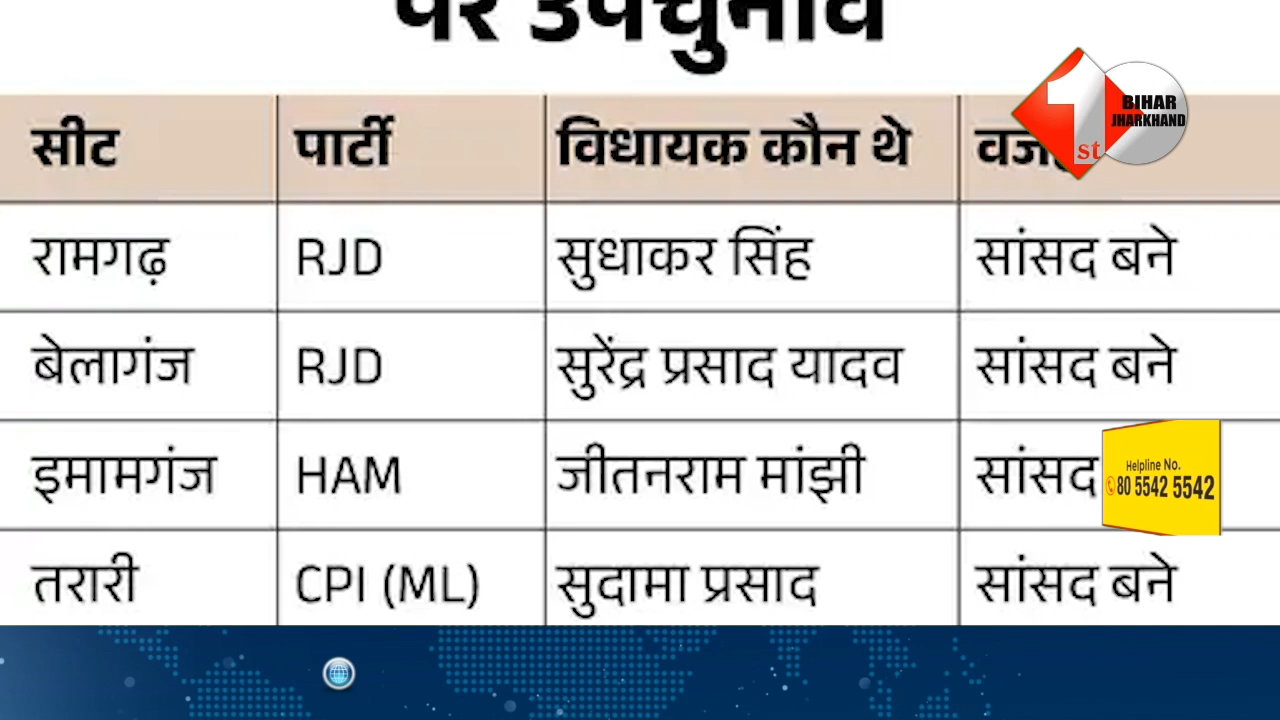 पर उपचुनाव
1st BIHAR JHARKHAND
सीट पार्टी विधायक कौन थे
रामगढ़ RJD सुधाकर सिंह सांसद बने
बेलागंज RJD सुरेंद्र प्रसाद यादव सांसद बने
इमामगंज HAM जीतनराम मांझी सांसद
Helpline No.
80 5542 5542
तरारी CPI (ML) सुदामा प्रसाद सांसद बने